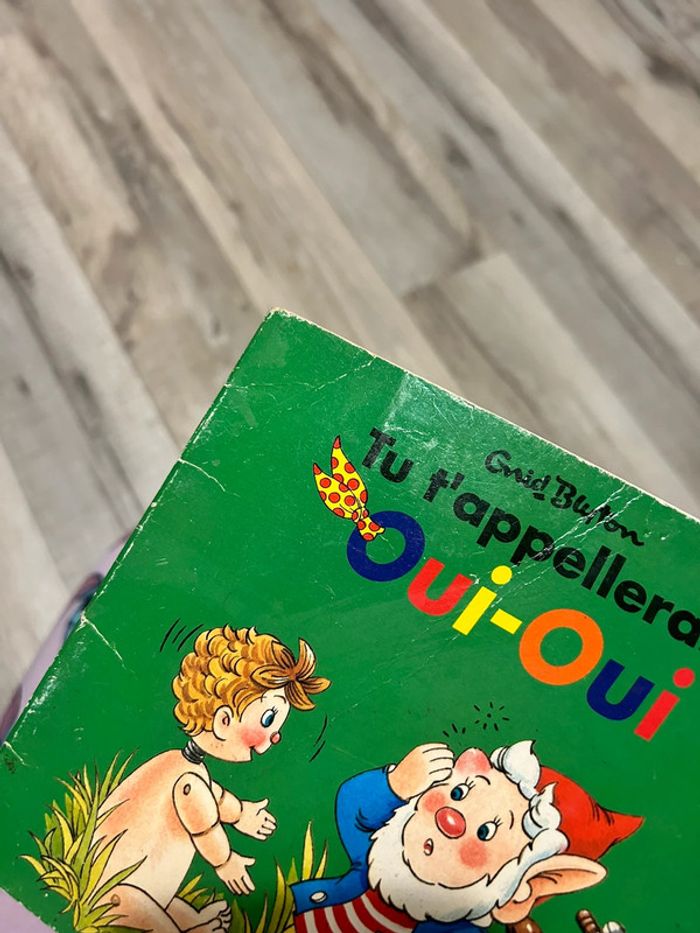 Enid Blyton
Tu t'appellera
Oui-Oui